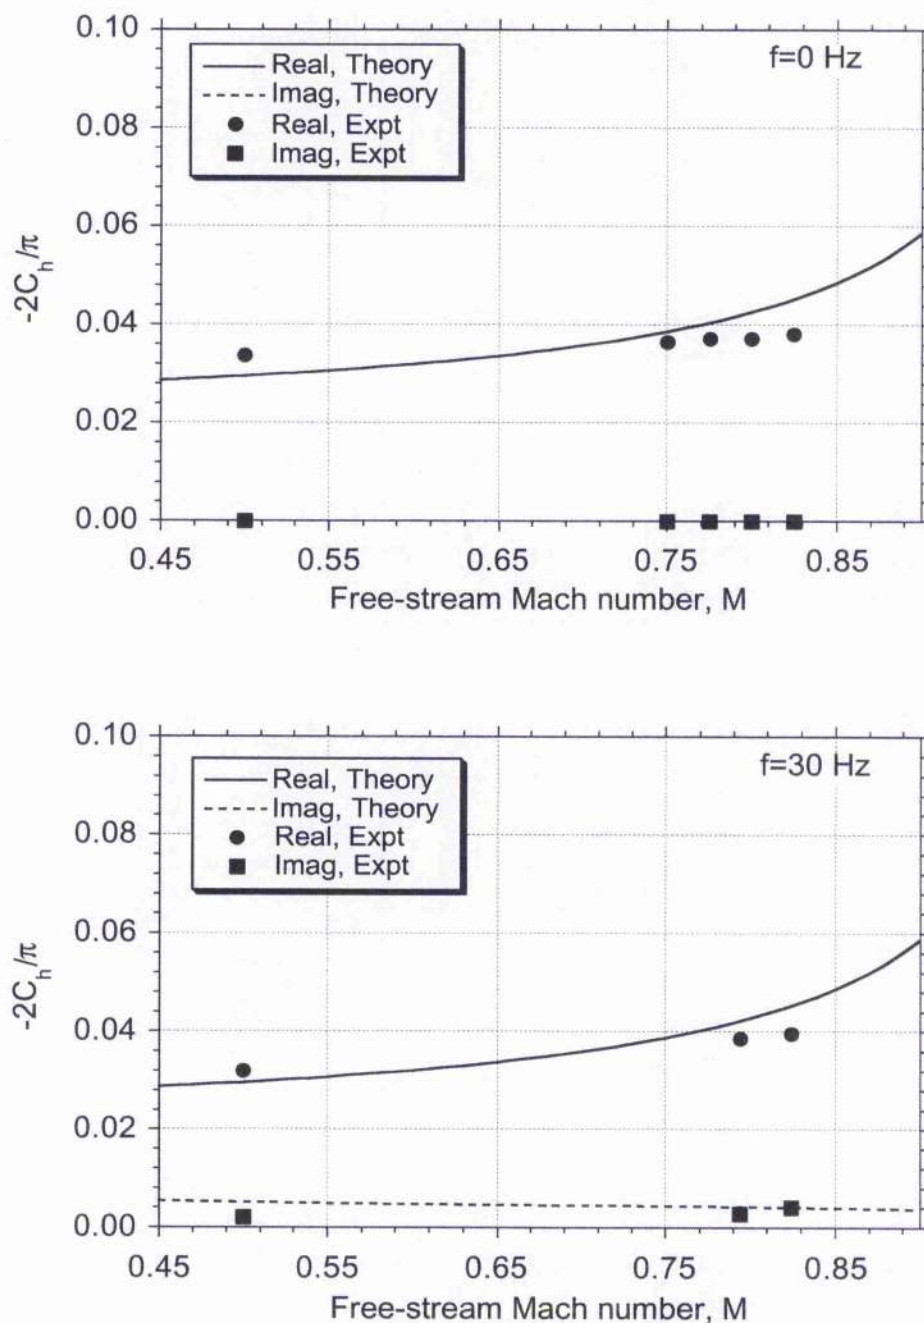 0.10
f=0 Hz
Real, Theory
Imag, Theory
Real, Expt
Imag, Expt
0.08
0.06
0.04
0.02
0.00
-2C_h/π
0.45 0.55 0.65 0.75 0.85
Free-stream Mach number, M
0.10
f=30 Hz
Real, Theory
Imag, Theory
Real, Expt
Imag, Expt
0.08
0.06
0.04
0.02
0.00
-2C_h/π
0.45 0.55 0.65 0.75 0.85
Free-stream Mach number, M